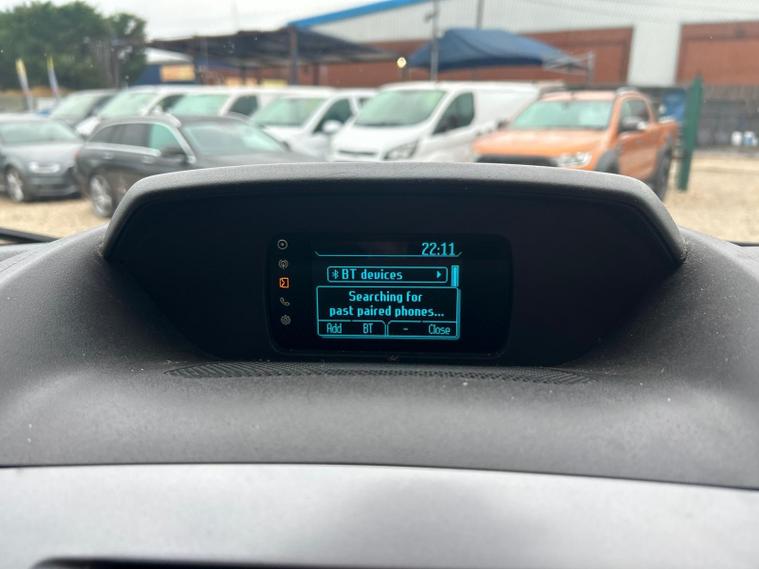 22:11
BT devices
Searching for
past paired phones...
Add BT - Close